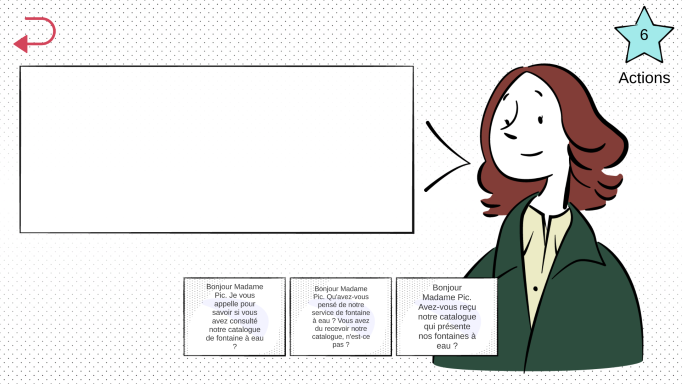 6
Actions
Bonjour Madame
Pic. Je vous
appelle pour
savoir si vous
avez consulté
notre catalogue
de fontaine à eau
?
Bonjour Madame
Pic. Qu'avez-vous
pensé de notre
service de fontaine
à eau ? Vous avez
du recevoir notre
catalogue, n'est-ce
pas ?
Bonjour
Madame Pic.
Avez-vous reçu
notre catalogue
qui présente
nos fontaines à
eau ?